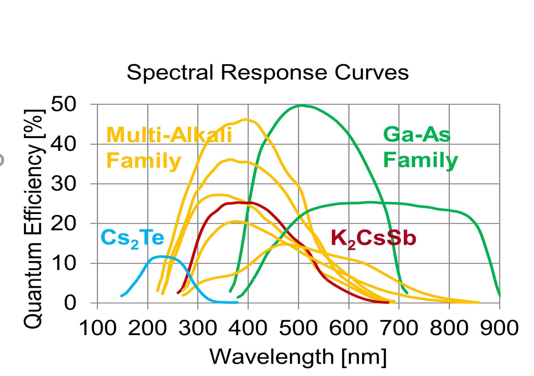 Spectral Response Curves
Quantum Efficiency [%]
50
40
30
20
10
0
Multi-Alkali
Family
Ga-As
Family
Cs₂Te
K₂CsSb
100 200 300 400 500 600 700 800 900
Wavelength [nm]